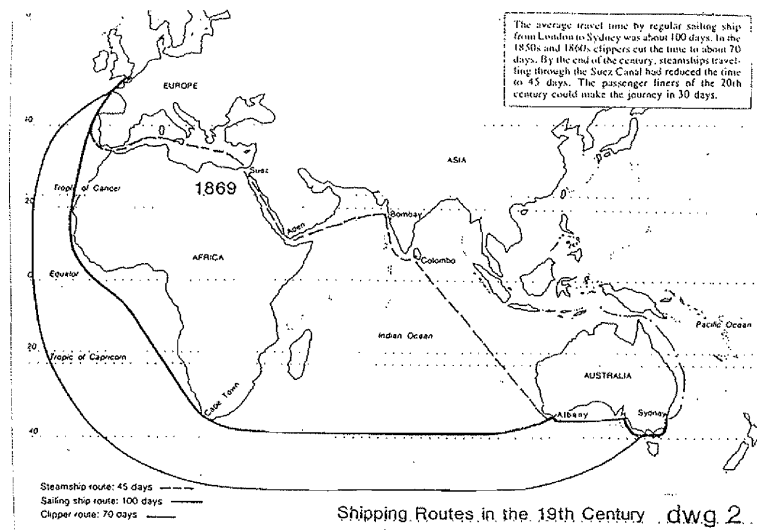 The average travel time by regular sailing ship
from London to Sydney was about 100 days. In the
1850s and 1860s clippers cut the time to about 70
days. By the end of the century, steamships travel-
ling through the Suez Canal had reduced the time
to 45 days. The passenger liners of the 20th
century could make the journey in 30 days.
EUROPE
40
ASIA
Suez
Tropic of Cancer
1869
20
Bombay
Aden
AFRICA
Colombo
Equator
0
Pacific Ocean
Indian Ocean
20
Tropic of Capricorn
AUSTRALIA
Cape Town
Albany
Sydney
40
Steamship route: 45 days
Sailing ship route: 100 days
Clipper route: 70 days
Shipping Routes in the 19th Century dwg 2